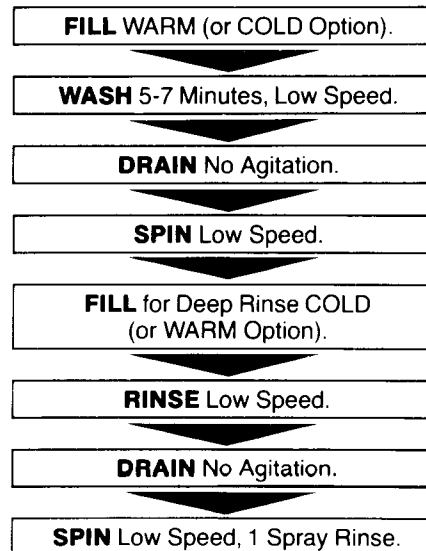 FILL WARM (or COLD Option).
WASH 5-7 Minutes, Low Speed.
DRAIN No Agitation.
SPIN Low Speed.
FILL for Deep Rinse COLD
(or WARM Option).
RINSE Low Speed.
DRAIN No Agitation.
SPIN Low Speed, 1 Spray Rinse.